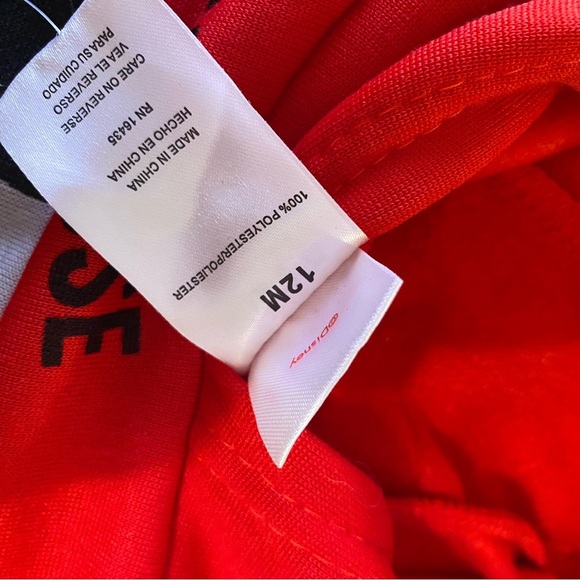 12M
100% POLYESTER/POLIÉSTER
MADE IN CHINA
HECHO EN CHINA
RN 16435
CARE ON REVERSE
VEA EL REVERSO
PARA SU CUIDADO
©Disney
SE